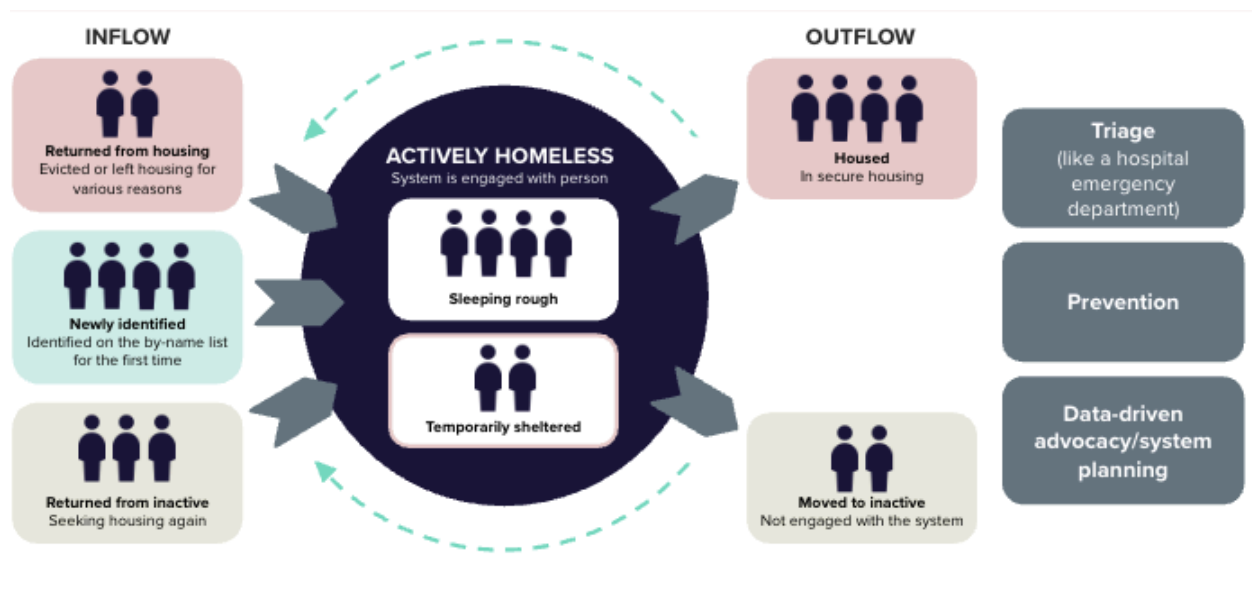 INFLOW
Returned from housing
Evicted or left housing for
various reasons
Newly identified
Identified on the by-name list
for the first time
Returned from inactive
Seeking housing again
ACTIVELY HOMELESS
System is engaged with person
Sleeping rough
Temporarily sheltered
OUTFLOW
Housed
In secure housing
Moved to inactive
Not engaged with the system
Triage
(like a hospital
emergency
department)
Prevention
Data-driven
advocacy/system
planning